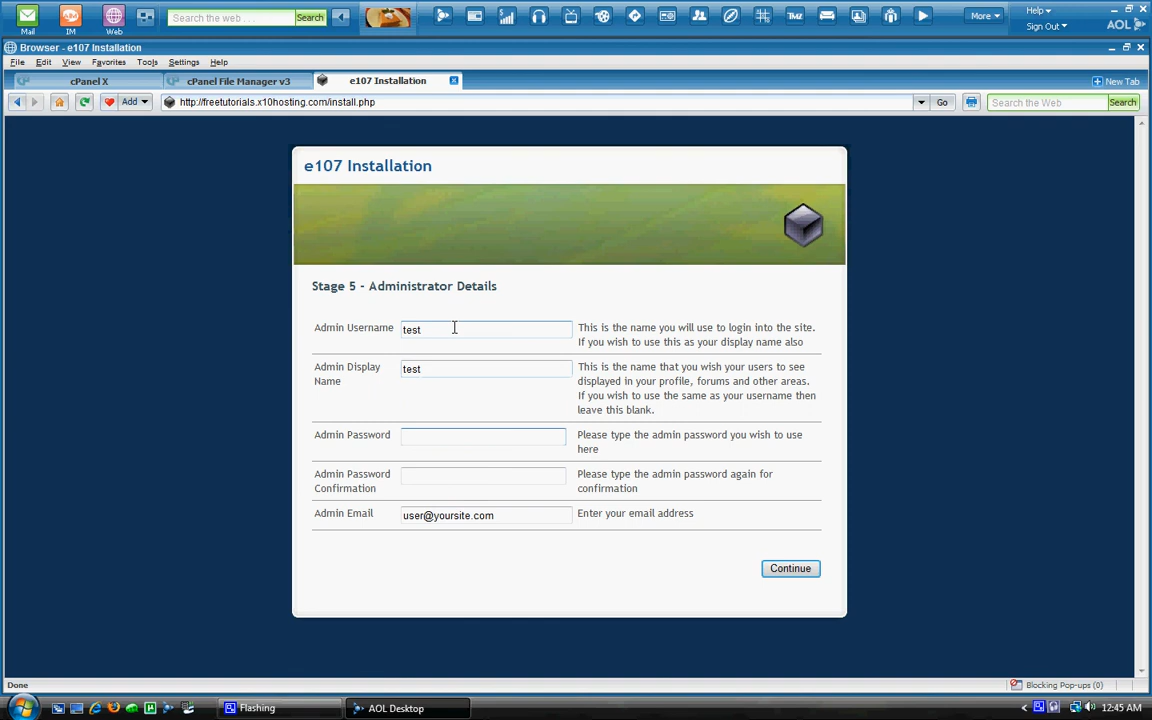 Mail
IM
Web
Search the web . . .
Search
TMZ
More
Help
Sign Out
AOL
Browser - e107 Installation
File Edit View Favorites Tools Settings Help
cPanel X
cPanel File Manager v3
e107 Installation
New Tab
Add
http://freetutorials.x10hosting.com/install.php
Go
Search the Web
Search
e107 Installation
Stage 5 - Administrator Details
Admin Username
test
This is the name you will use to login into the site.
If you wish to use this as your display name also
Admin Display
Name
test
This is the name that you wish your users to see
displayed in your profile, forums and other areas.
If you wish to use the same as your username then
leave this blank.
Admin Password
Please type the admin password you wish to use
here
Admin Password
Confirmation
Please type the admin password again for
confirmation
Admin Email
user@yoursite.com
Enter your email address
Continue
Done
Blocking Pop-ups (0)
Flashing
AOL Desktop
12:45 AM